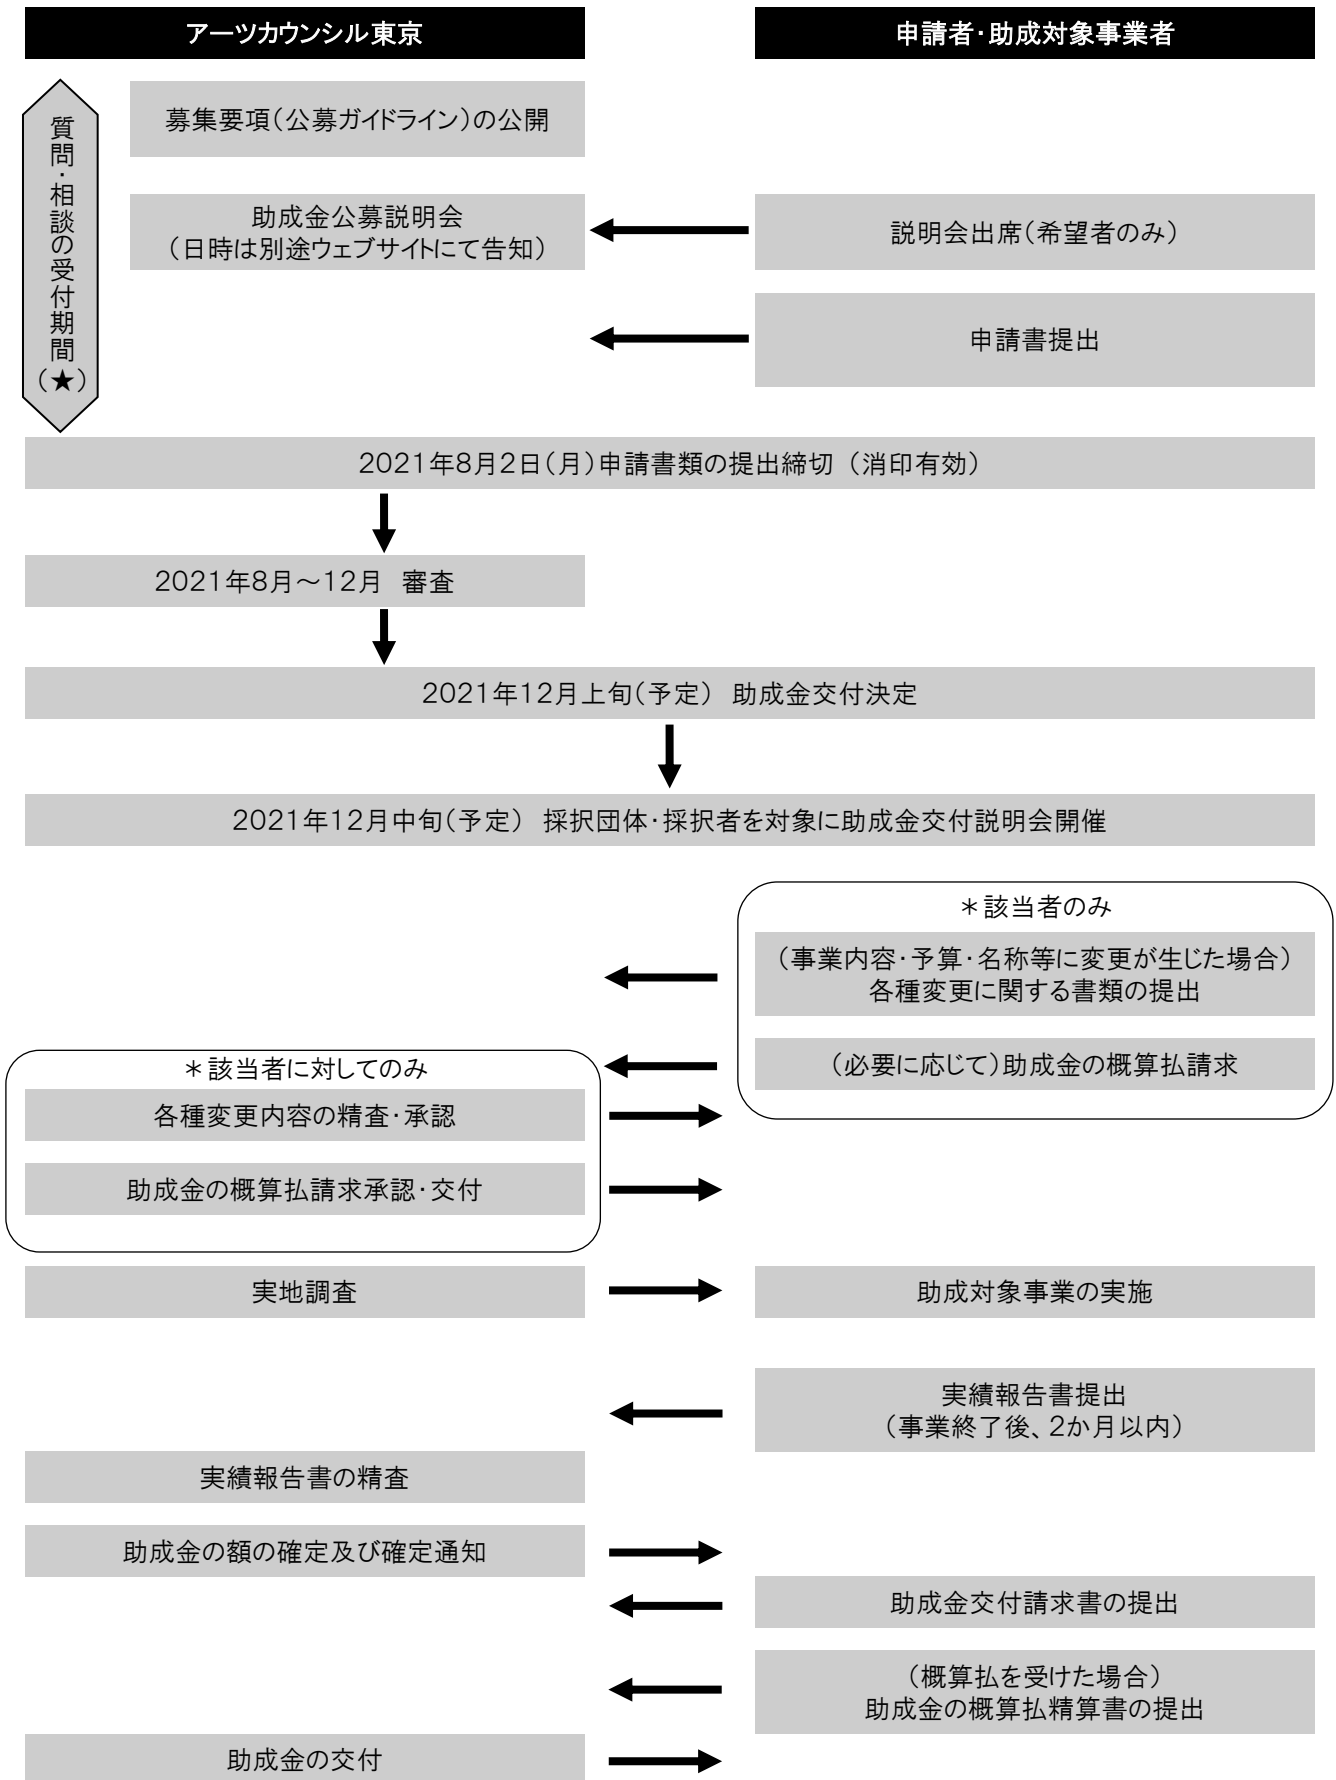 アーツカウンシル東京
申請者・助成対象事業者
質問・相談の受付期間(★)
募集要項(公募ガイドライン)の公開
助成金公募説明会
(日時は別途ウェブサイトにて告知)
説明会出席(希望者のみ)
申請書提出
2021年8月2日(月)申請書類の提出締切 (消印有効)
2021年8月~12月 審査
2021年12月上旬(予定) 助成金交付決定
2021年12月中旬(予定) 採択団体・採択者を対象に助成金交付説明会開催
*該当者のみ
(事業内容・予算・名称等に変更が生じた場合)
各種変更に関する書類の提出
(必要に応じて)助成金の概算払請求
*該当者に対してのみ
各種変更内容の精査・承認
助成金の概算払請求承認・交付
実地調査
助成対象事業の実施
実績報告書提出
(事業終了後、2か月以内)
実績報告書の精査
助成金の額の確定及び確定通知
助成金交付請求書の提出
(概算払を受けた場合)
助成金の概算払精算書の提出
助成金の交付